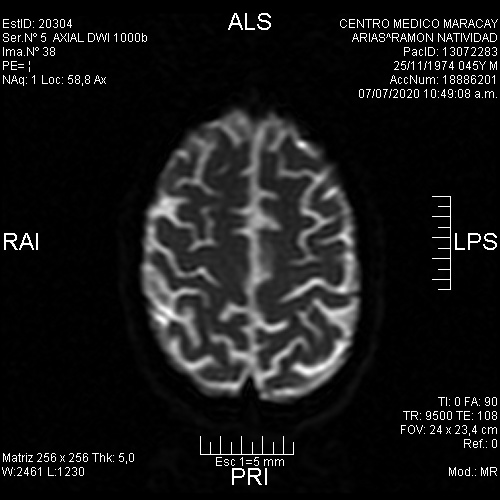 EstID: 20304
Ser.Nº 5 AXIAL DWI 1000b
Ima.Nº 38
PE= ¦
NAq: 1 Loc: 58,8 Ax
ALS
CENTRO MEDICO MARACAY
ARIAS^RAMON NATIVIDAD
PacID: 13072283
25/11/1974 045Y M
AccNum: 18886201
07/07/2020 10:49:08 a.m.
RAI
LPS
Matriz 256 x 256 Thk: 5,0
W:2461 L:1230
Esc 1=5 mm
PRI
TI: 0 FA: 90
TR: 9500 TE: 108
FOV: 24 x 23,4 cm
Ref.: 0
Mod.: MR